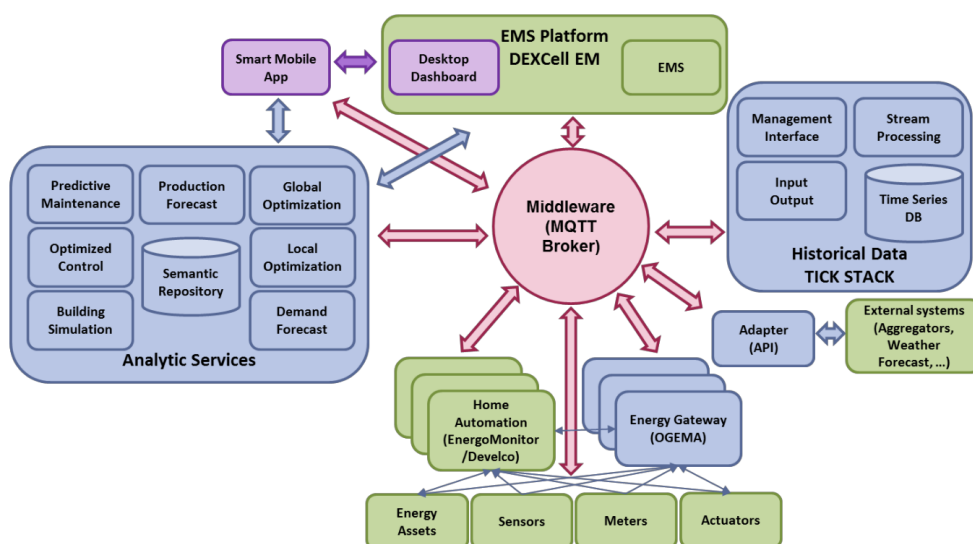 EMS Platform
DEXCell EM
Smart Mobile
App
Desktop
Dashboard
EMS
Management
Interface
Stream
Processing
Input
Output
Time Series
DB
Historical Data
TICK STACK
Predictive
Maintenance
Production
Forecast
Global
Optimization
Optimized
Control
Semantic
Repository
Local
Optimization
Building
Simulation
Demand
Forecast
Analytic Services
Middleware
(MQTT
Broker)
Adapter
(API)
External systems
(Aggregators,
Weather
Forecast, ...)
Home
Automation
(EnergoMonitor
/Develco)
Energy Gateway
(OGEMA)
Energy
Assets
Sensors
Meters
Actuators